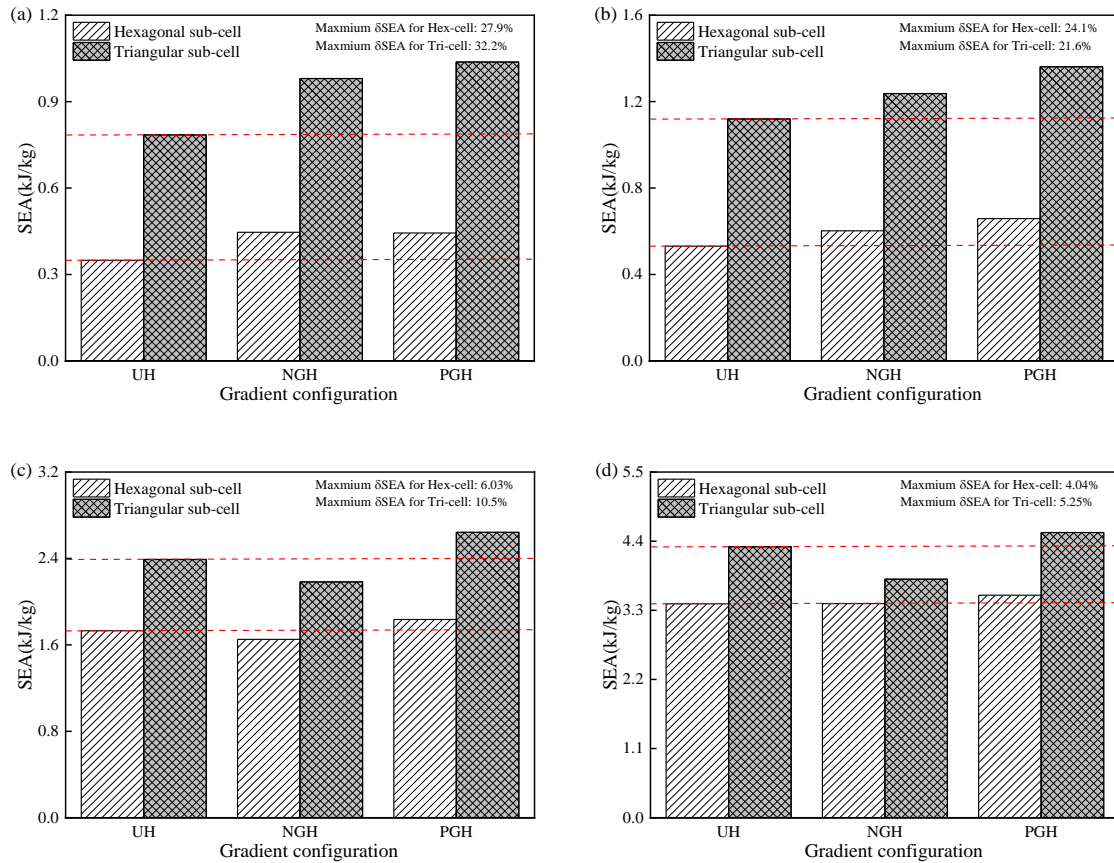 (a)
1.2
0.9
0.6
0.3
0.0
SEA(kJ/kg)
Hexagonal sub-cell
Triangular sub-cell
Maxmium δSEA for Hex-cell: 27.9%
Maxmium δSEA for Tri-cell: 32.2%
UH NGH PGH
Gradient configuration
(b)
1.6
1.2
0.8
0.4
0.0
SEA(kJ/kg)
Hexagonal sub-cell
Triangular sub-cell
Maxmium δSEA for Hex-cell: 24.1%
Maxmium δSEA for Tri-cell: 21.6%
UH NGH PGH
Gradient configuration
(c)
3.2
2.4
1.6
0.8
0.0
SEA(kJ/kg)
Hexagonal sub-cell
Triangular sub-cell
Maxmium δSEA for Hex-cell: 6.03%
Maxmium δSEA for Tri-cell: 10.5%
UH NGH PGH
Gradient configuration
(d)
5.5
4.4
3.3
2.2
1.1
0.0
SEA(kJ/kg)
Hexagonal sub-cell
Triangular sub-cell
Maxmium δSEA for Hex-cell: 4.04%
Maxmium δSEA for Tri-cell: 5.25%
UH NGH PGH
Gradient configuration